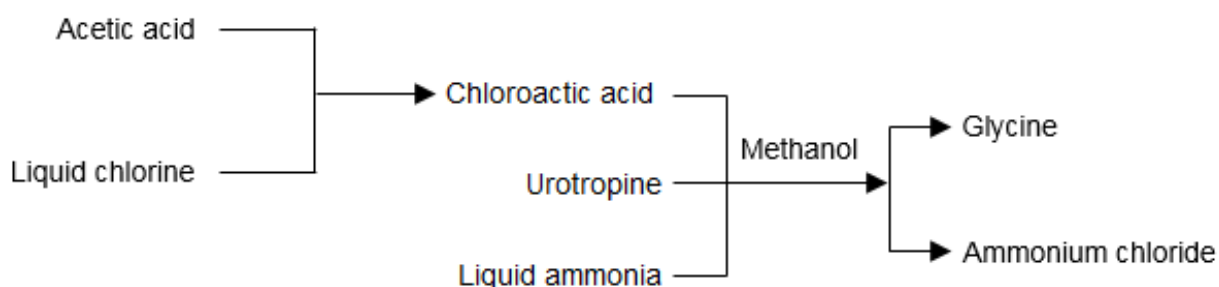 Acetic acid
Liquid chlorine
Chloroactic acid
Urotropine
Liquid ammonia
Methanol
Glycine
Ammonium chloride